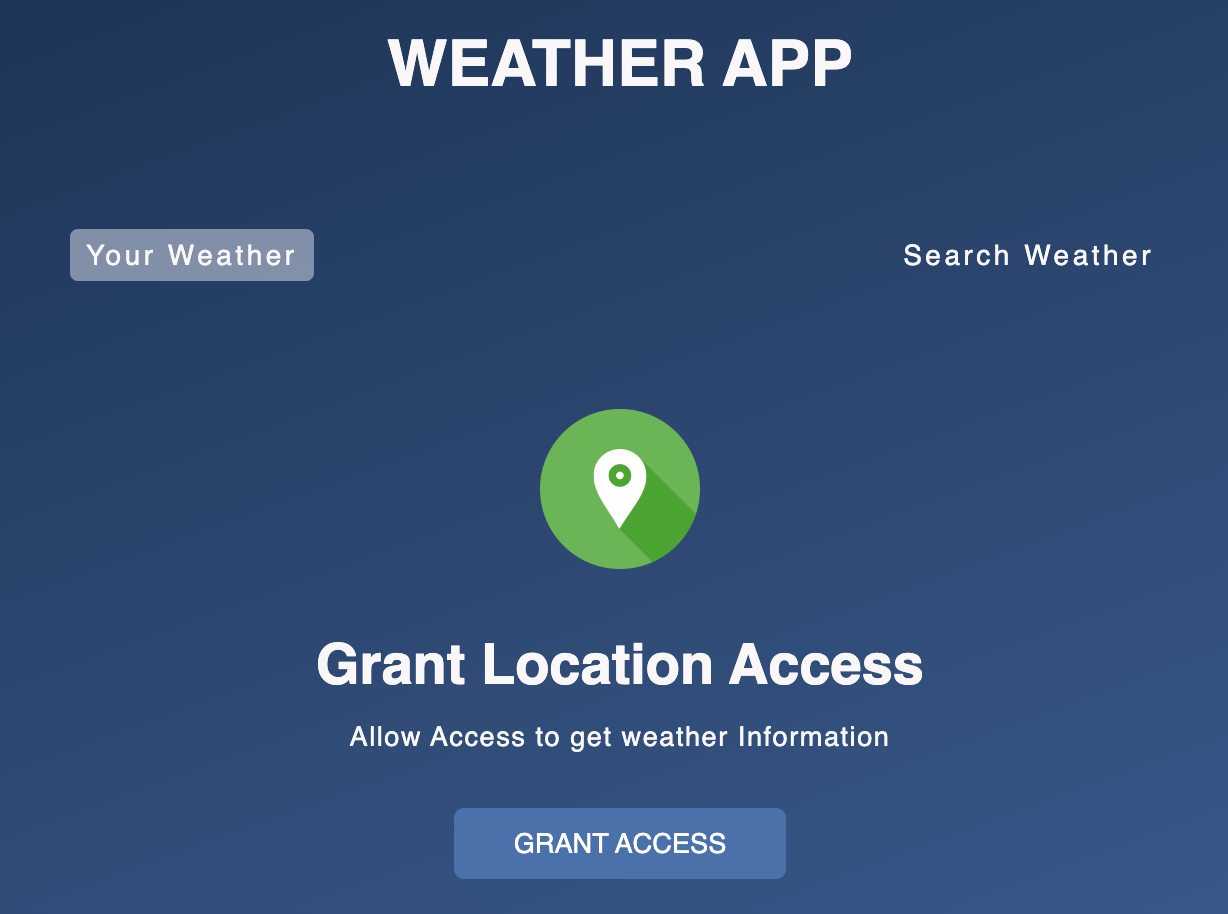 WEATHER APP
Your Weather
Search Weather
Grant Location Access
Allow Access to get weather Information
GRANT ACCESS